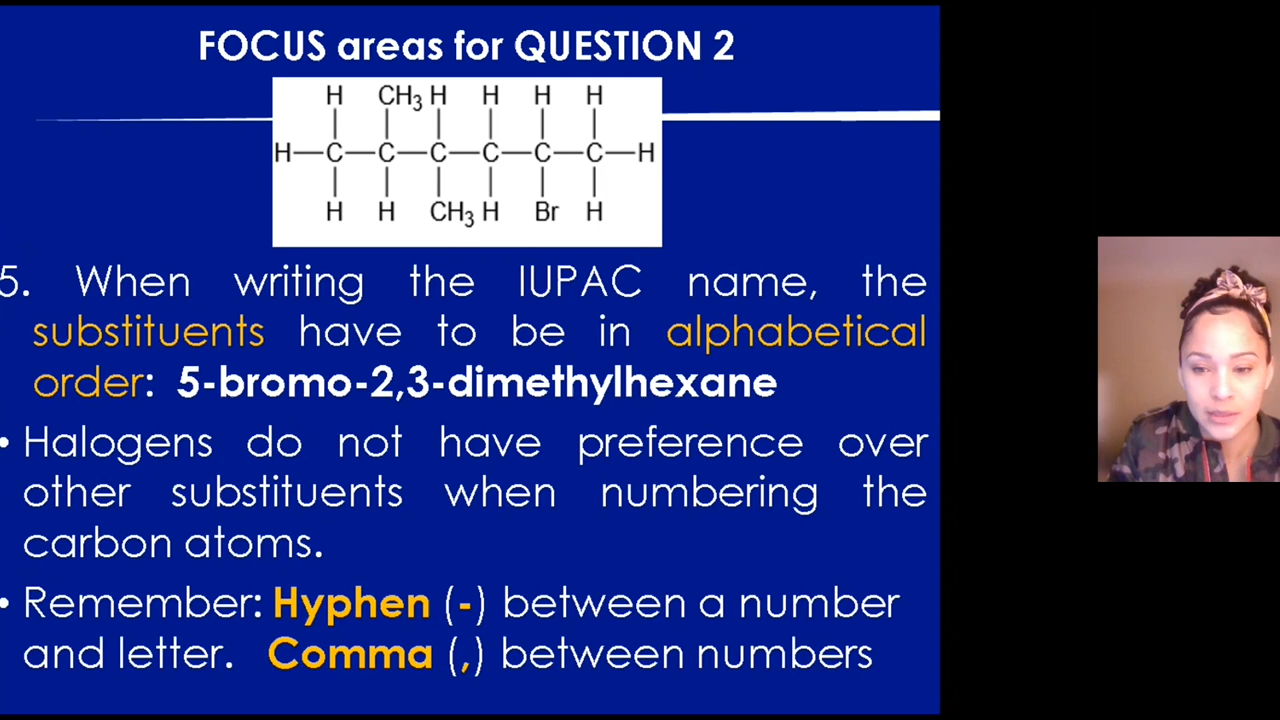 FOCUS areas for QUESTION 2
H CH₃ H H H H
H—C—C—C—C—C—C—H
H H CH₃ H Br H
5. When writing the IUPAC name, the
substituents have to be in alphabetical
order: 5-bromo-2,3-dimethylhexane
• Halogens do not have preference over
other substituents when numbering the
carbon atoms.
• Remember: Hyphen (-) between a number
and letter. Comma (,) between numbers